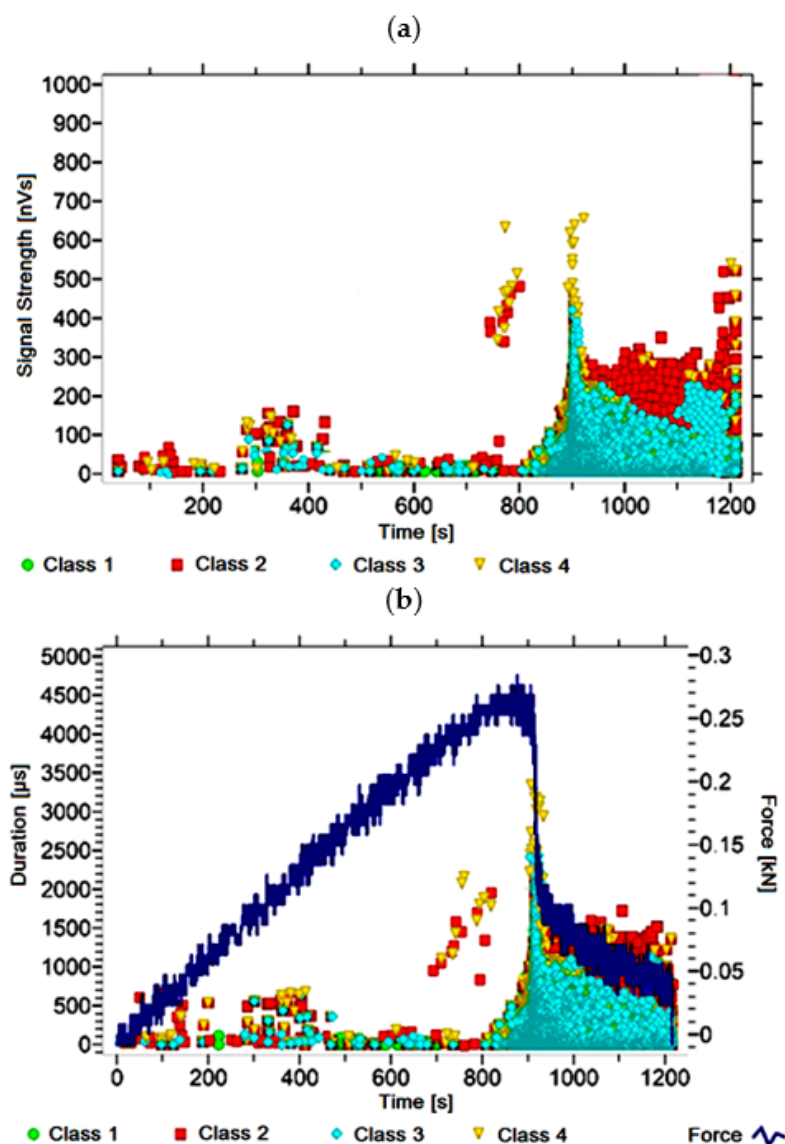 (a)
1000
900
800
700
600
500
400
300
200
100
0
Signal Strength [nVs]
200 400 600 800 1000 1200
Time [s]
Class 1 Class 2 Class 3 Class 4
(b)
5000
4500
4000
3500
3000
2500
2000
1500
1000
500
0
Duration [µs]
0.3
0.25
0.2
0.15
0.1
0.05
0
Force [kN]
0 200 400 600 800 1000 1200
Time [s]
Class 1 Class 2 Class 3 Class 4 Force